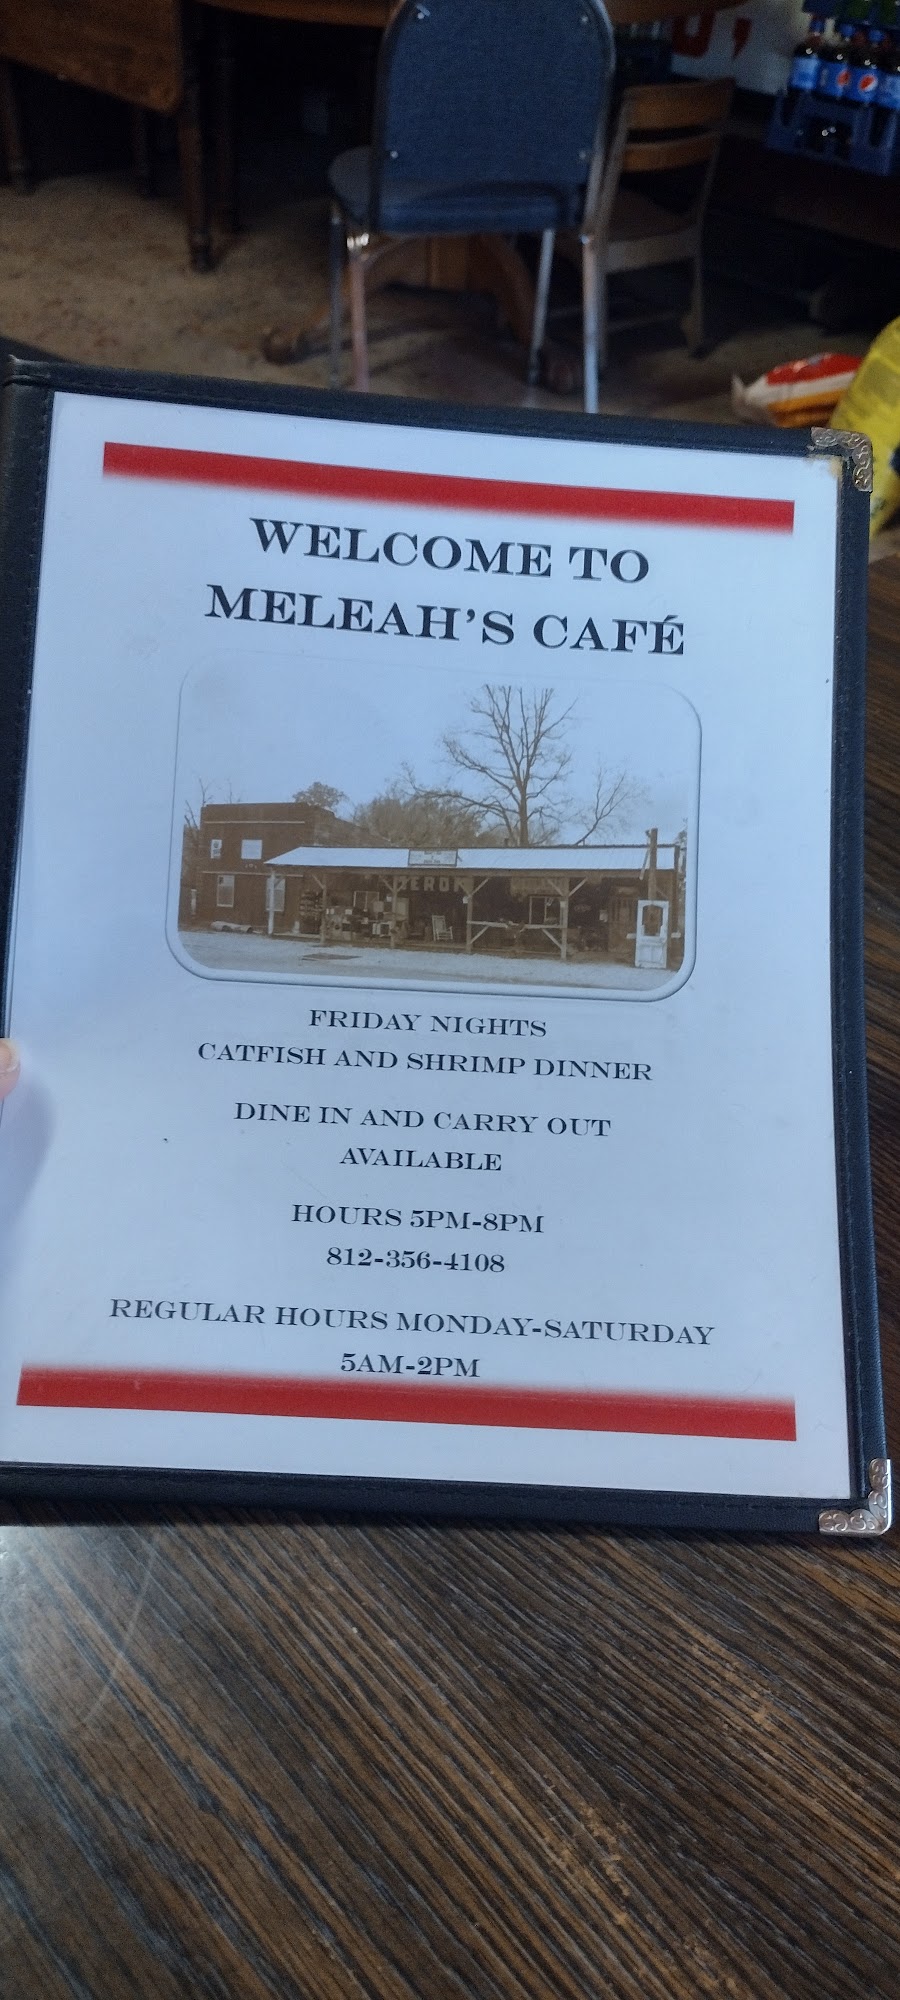 WELCOME TO
MELEAH'S CAFÉ
FRIDAY NIGHTS
CATFISH AND SHRIMP DINNER
DINE IN AND CARRY OUT
AVAILABLE
HOURS 5PM-8PM
812-356-4108
REGULAR HOURS MONDAY-SATURDAY
5AM-2PM